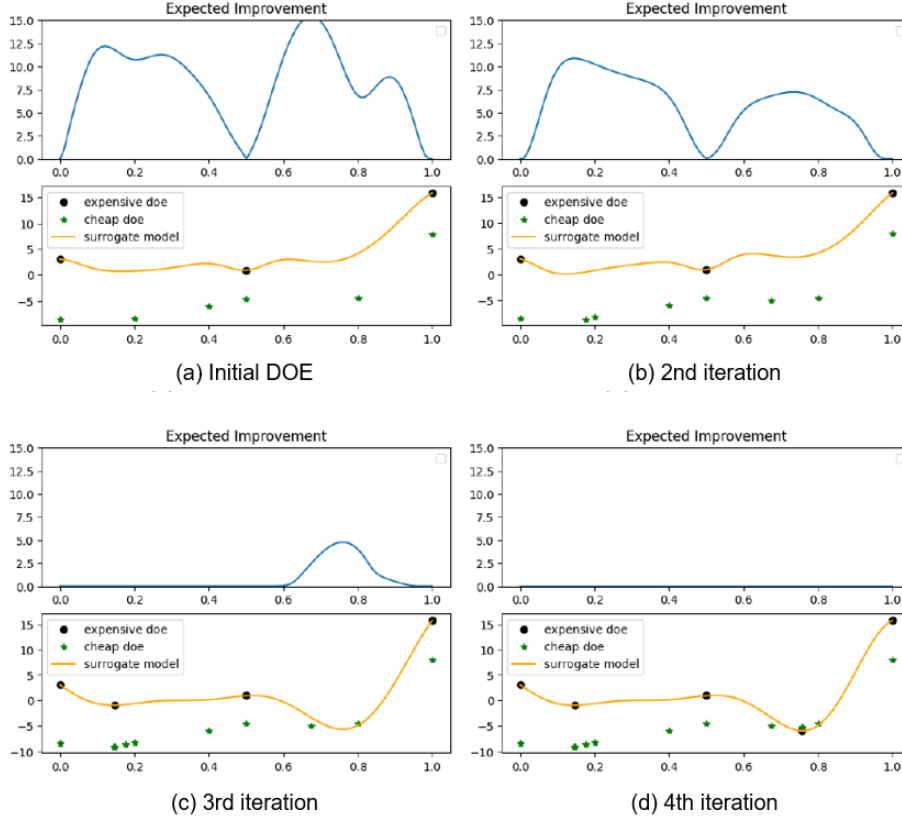 Expected Improvement
15.0
12.5
10.0
7.5
5.0
2.5
0.0
0.0 0.2 0.4 0.6 0.8 1.0
15
10
5
0
−5
expensive doe
cheap doe
surrogate model
0.0 0.2 0.4 0.6 0.8 1.0
(a) Initial DOE
Expected Improvement
15.0
12.5
10.0
7.5
5.0
2.5
0.0
0.0 0.2 0.4 0.6 0.8 1.0
15
10
5
0
−5
expensive doe
cheap doe
surrogate model
0.0 0.2 0.4 0.6 0.8 1.0
(b) 2nd iteration
Expected Improvement
15.0
12.5
10.0
7.5
5.0
2.5
0.0
0.0 0.2 0.4 0.6 0.8 1.0
15
10
5
0
−5
−10
expensive doe
cheap doe
surrogate model
0.0 0.2 0.4 0.6 0.8 1.0
(c) 3rd iteration
Expected Improvement
15.0
12.5
10.0
7.5
5.0
2.5
0.0
0.0 0.2 0.4 0.6 0.8 1.0
15
10
5
0
−5
−10
expensive doe
cheap doe
surrogate model
0.0 0.2 0.4 0.6 0.8 1.0
(d) 4th iteration